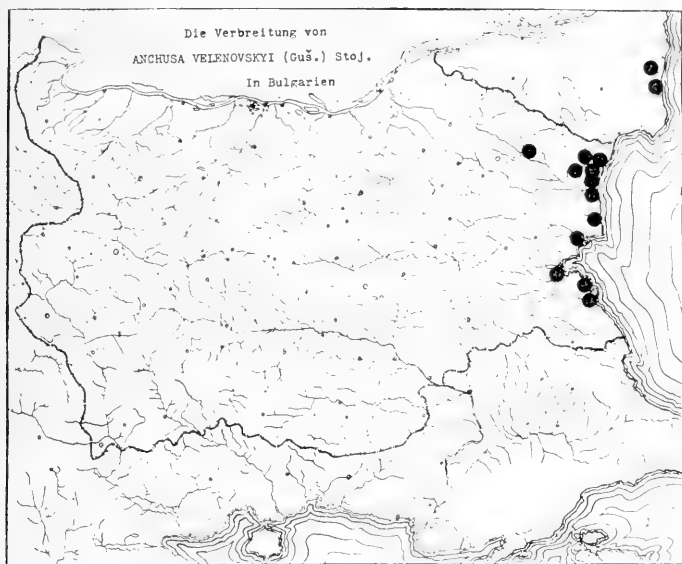 Die Verbreitung von
ANCHUSA VELENOVSKYI (Guš.) Stoj.
In Bulgarien